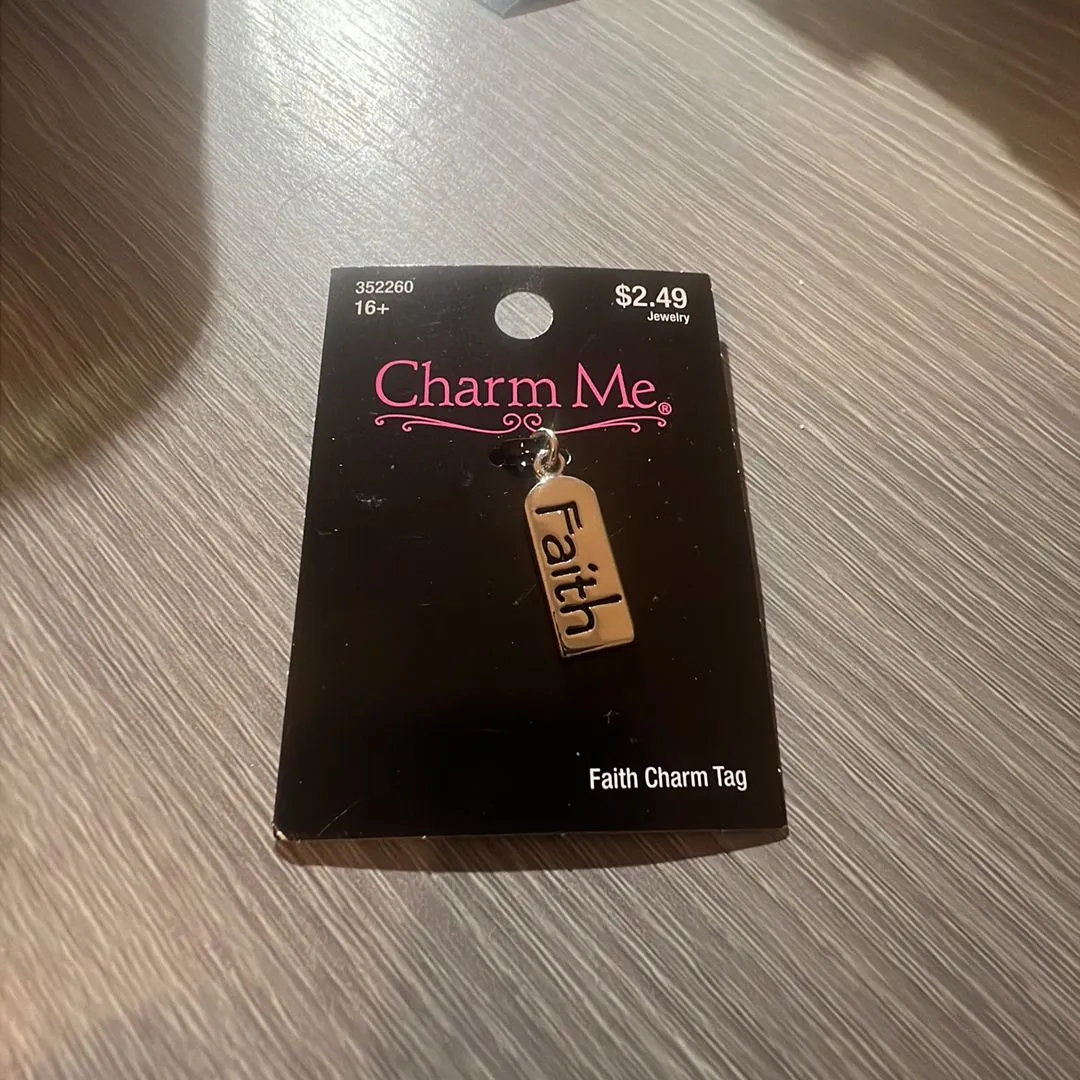 352260
16+
$2.49
Jewelry
Charm Me®
Faith
Faith Charm Tag